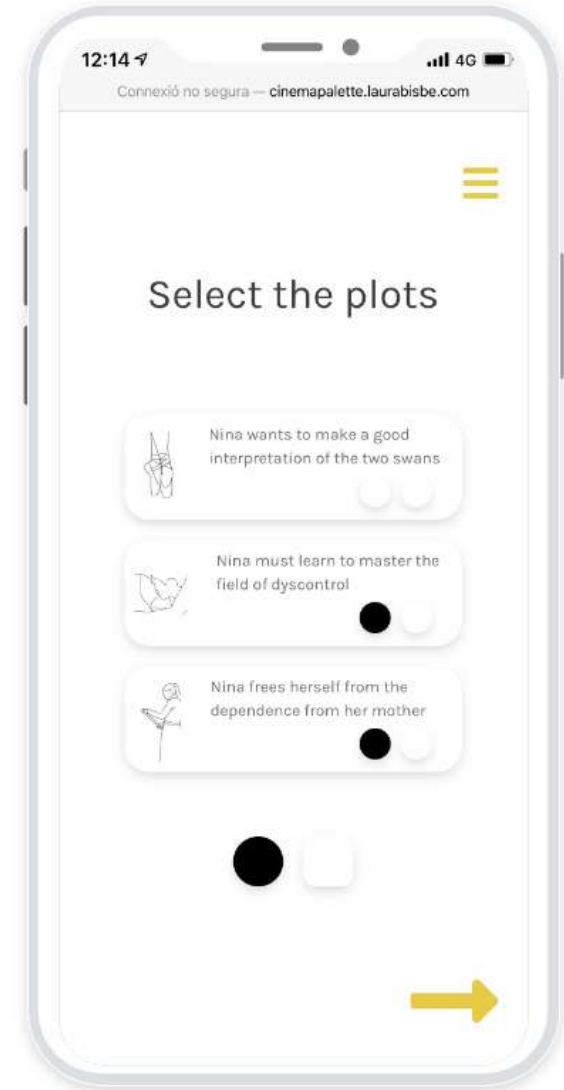 12:14
4G
Connexió no segura — cinemapalette.laurabisbe.com
Select the plots
Nina wants to make a good
interpretation of the two swans
Nina must learn to master the
field of dyscontrol
Nina frees herself from the
dependence from her mother